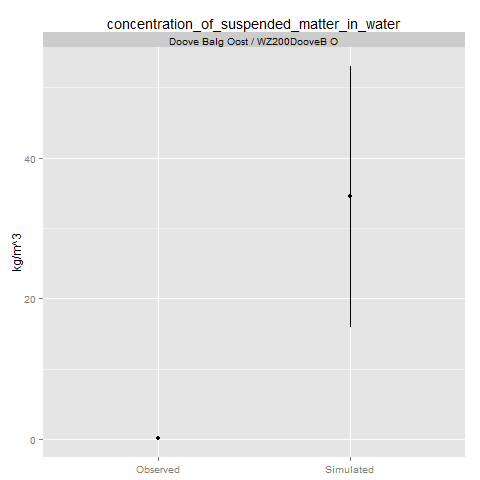 concentration_of_suspended_matter_in_water
Doove Balg Oost / WZ200DooveB O
kg/m^3
40
20
0
Observed
Simulated